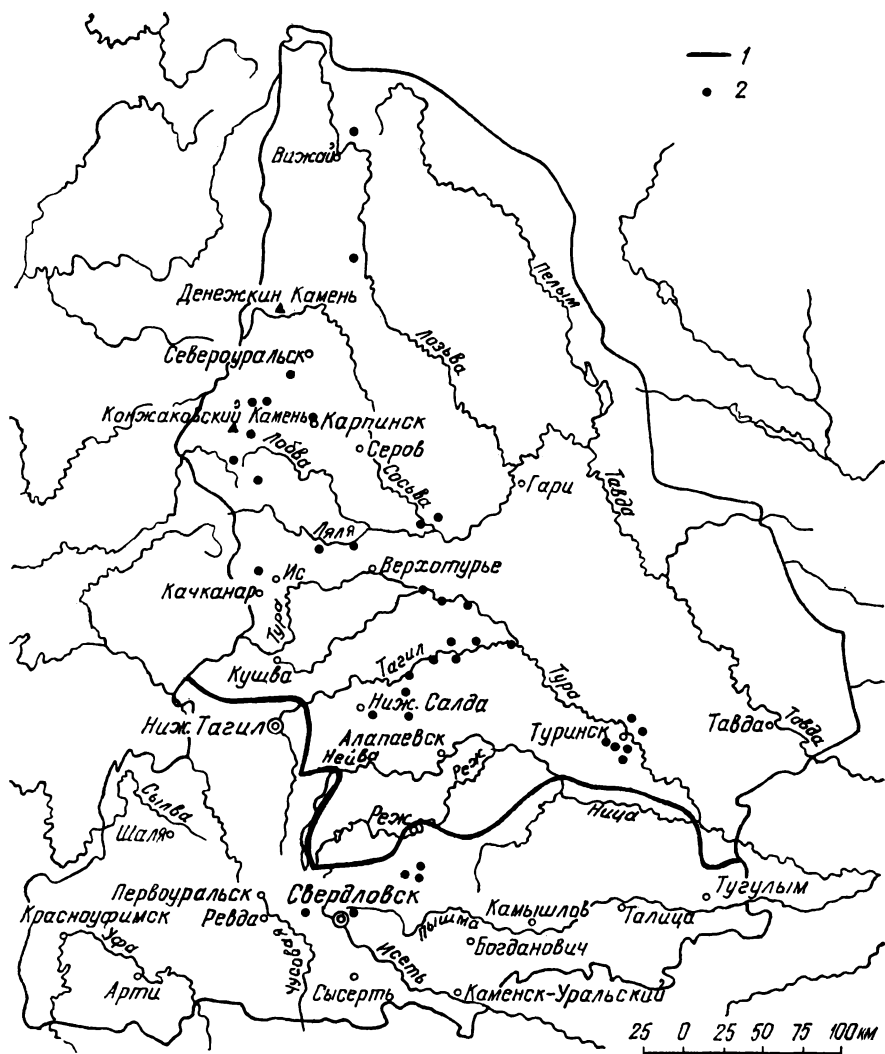 1
2
Вижай
Денежкин Камень
Пелым
Североуральск
Лозьва
Конжаковский Камень
Карпинск
Лобва
Серов
Сосьва
Гари
Тавда
Ляля
Верхотурье
Ис
Качканар
Тура
Кушва
Тагил
Тура
Ниж. Салда
Ниж. Тагил
Алапаевск
Туринск
Тавда
Тавда
Нейва
Реж
Сылва
Реж
Ница
Шаля
Свердловск
Первоуральск
Тугулым
Красноуфимск
Ревда
Камышлов
Талица
Пышма
Уфа
Чусовая
Богданович
Исеть
Арти
Сысерть
Каменск-Уральский
25 0 25 50 75 100 км